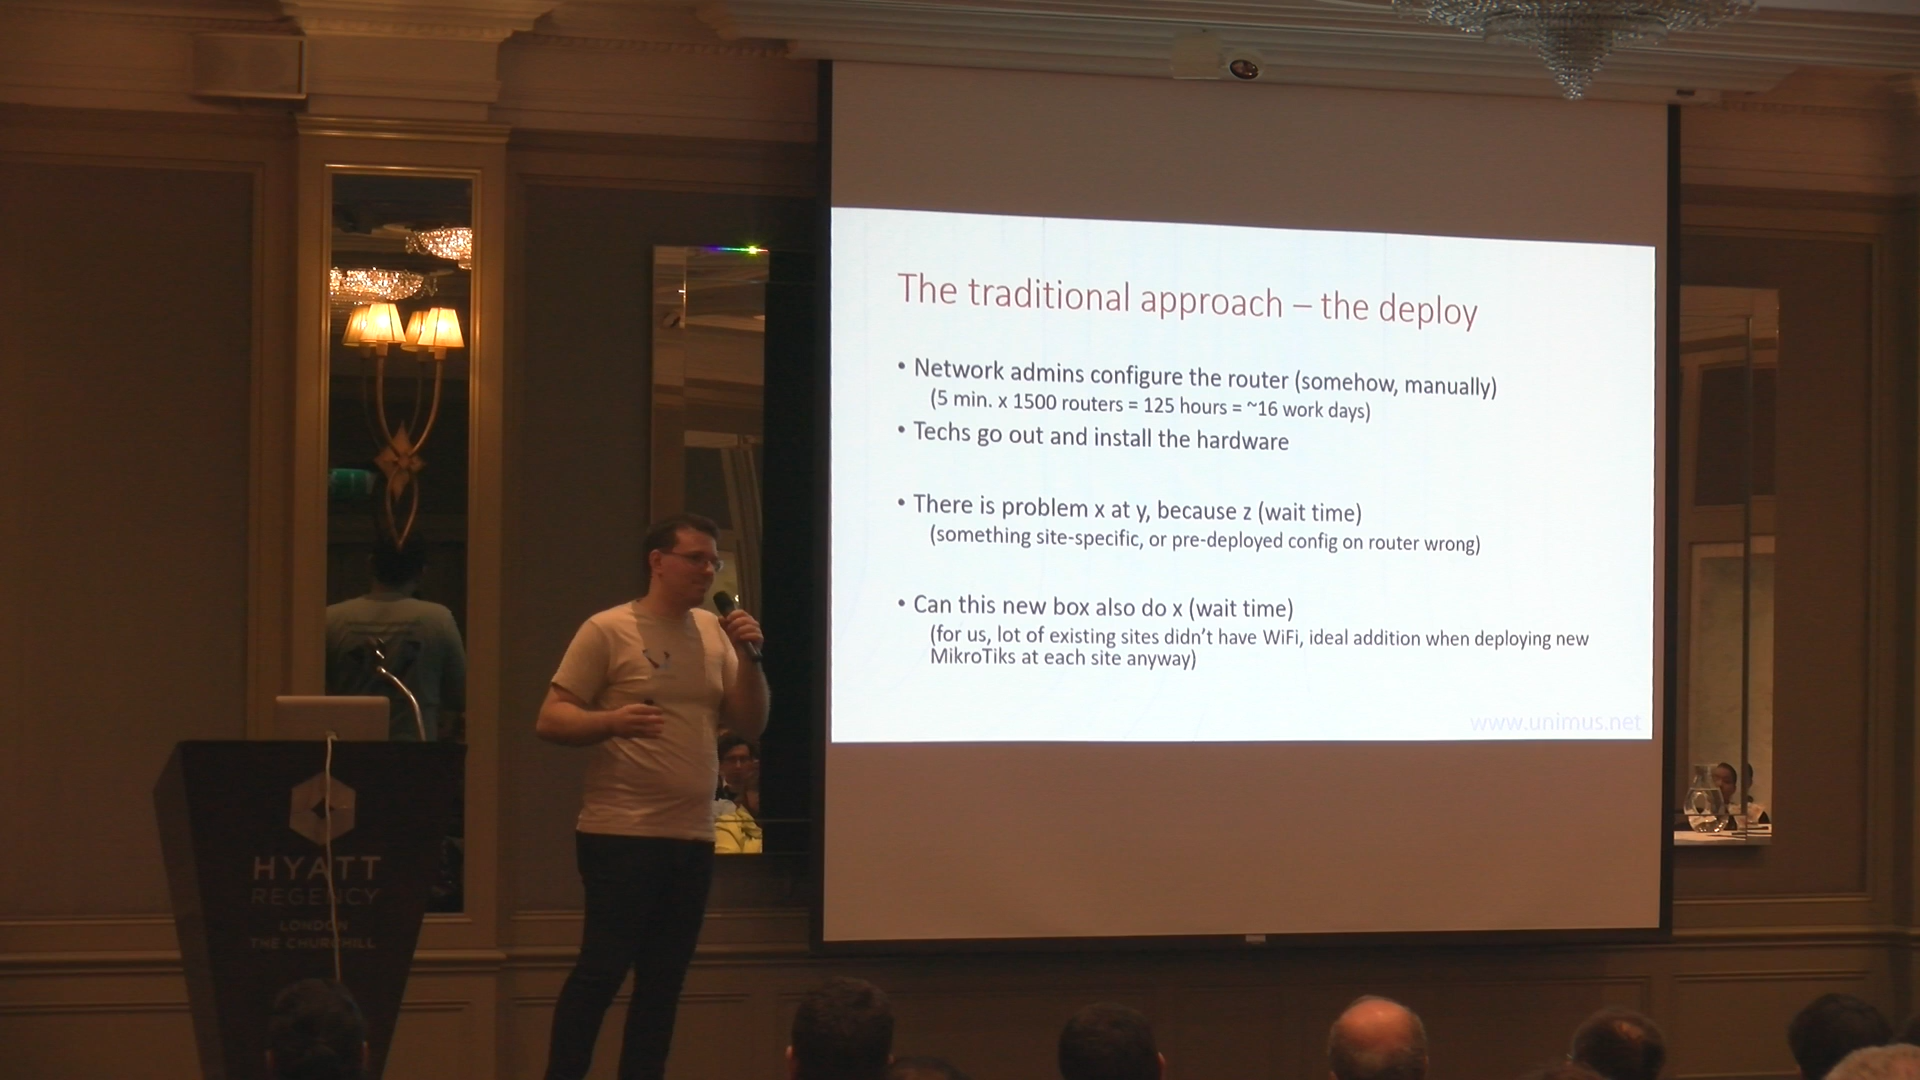 The traditional approach – the deploy
• Network admins configure the router (somehow, manually)
(5 min. x 1500 routers = 125 hours = ~16 work days)
• Techs go out and install the hardware
• There is problem x at y, because z (wait time)
(something site-specific, or pre-deployed config on router wrong)
• Can this new box also do x (wait time)
(for us, lot of existing sites didn't have WiFi, ideal addition when deploying new
MikroTiks at each site anyway)
www.unimus.net
HYATT
REGENCY
LONDON
THE CHURCHILL